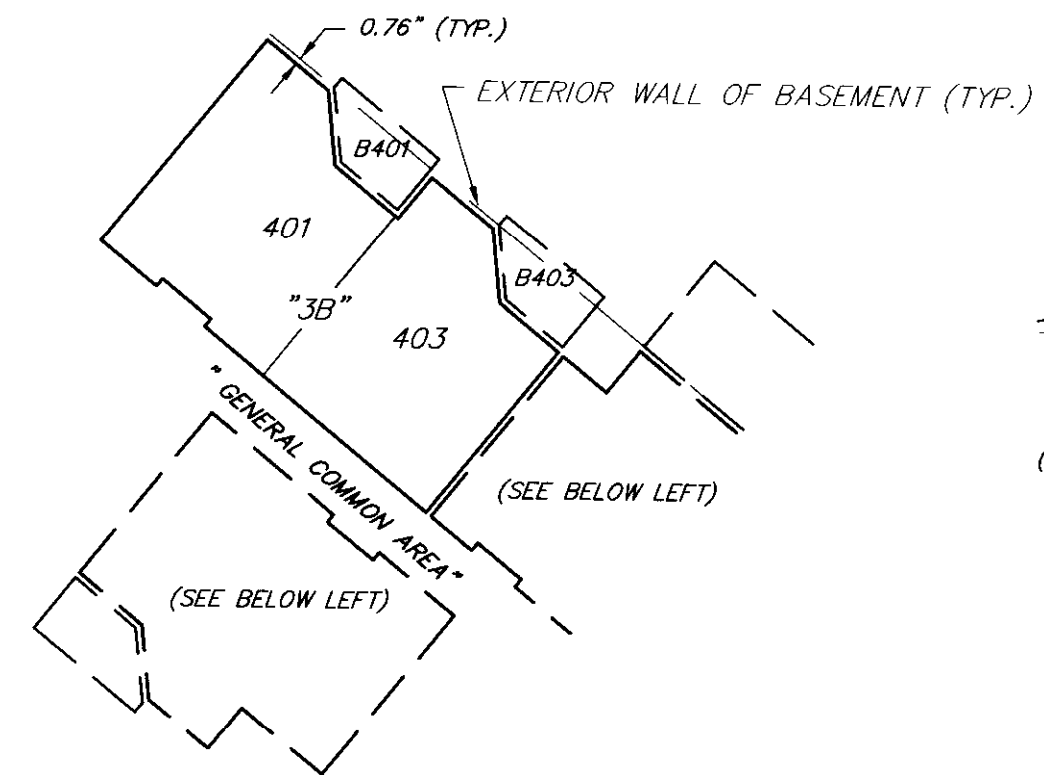 0.76" (TYP.)
EXTERIOR WALL OF BASEMENT (TYP.)
B401
401
B403
"3B"
403
"GENERAL COMMON AREA"
(SEE BELOW LEFT)
(SEE BELOW LEFT)